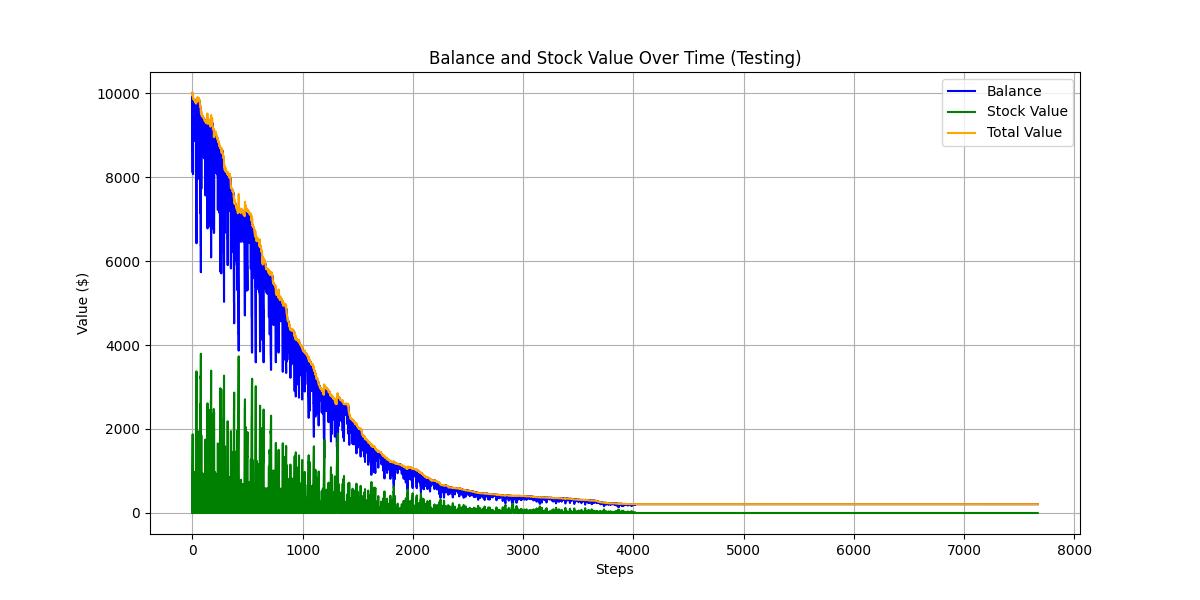 Balance and Stock Value Over Time (Testing)
Balance
Stock Value
Total Value
Value ($)
10000
8000
6000
4000
2000
0
0 1000 2000 3000 4000 5000 6000 7000 8000
Steps